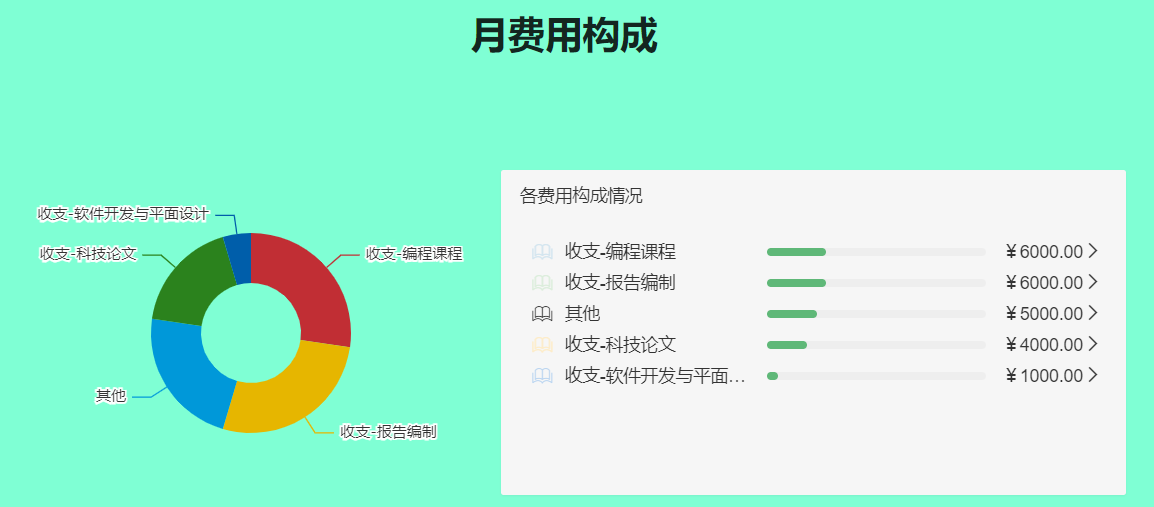 月费用构成
收支-软件开发与平面设计
收支-科技论文
收支-编程课程
其他
收支-报告编制
各费用构成情况
收支-编程课程 ¥6000.00
收支-报告编制 ¥6000.00
其他 ¥5000.00
收支-科技论文 ¥4000.00
收支-软件开发与平面... ¥1000.00